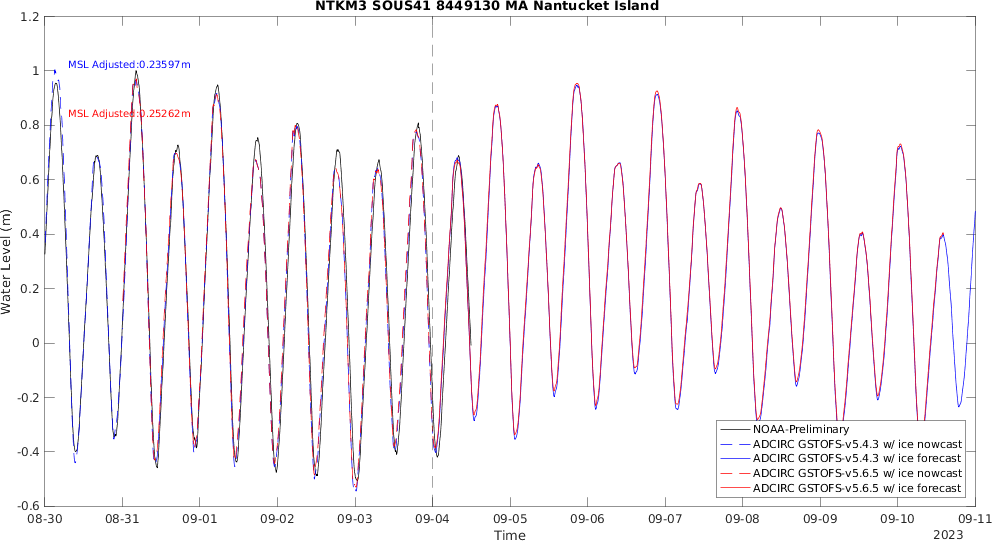 NTKM3 SOUS41 8449130 MA Nantucket Island
1.2
1
0.8
0.6
0.4
0.2
0
-0.2
-0.4
-0.6
Water Level (m)
MSL Adjusted:0.23597m
MSL Adjusted:0.25262m
NOAA-Preliminary
ADCIRC GSTOFS-v5.4.3 w/ ice nowcast
ADCIRC GSTOFS-v5.4.3 w/ ice forecast
ADCIRC GSTOFS-v5.6.5 w/ ice nowcast
ADCIRC GSTOFS-v5.6.5 w/ ice forecast
08-30 08-31 09-01 09-02 09-03 09-04 09-05 09-06 09-07 09-08 09-09 09-10 09-11
Time
2023